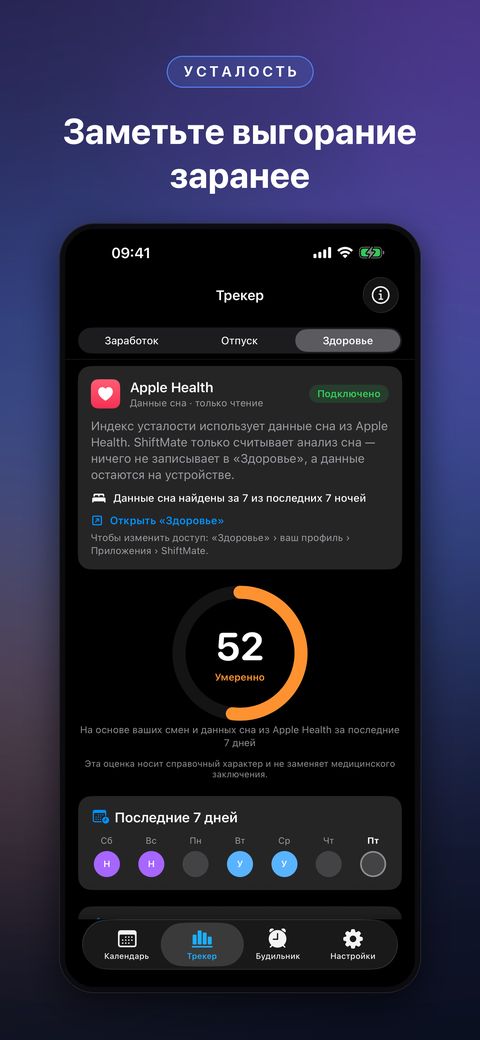 УСТАЛОСТЬ
Заметьте выгорание
заранее
09:41
Трекер
Заработок
Отпуск
Здоровье
Apple Health
Данные сна · только чтение
Подключено
Индекс усталости использует данные сна из Apple
Health. ShiftMate только считывает анализ сна —
ничего не записывает в «Здоровье», а данные
остаются на устройстве.
Данные сна найдены за 7 из последних 7 ночей
Открыть «Здоровье»
Чтобы изменить доступ: «Здоровье» › ваш профиль ›
Приложения › ShiftMate.
52
Умеренно
На основе ваших смен и данных сна из Apple Health за последние
7 дней
Эта оценка носит справочный характер и не заменяет медицинского
заключения.
Последние 7 дней
Сб Вс Пн Вт Ср Чт Пт
Н Н У У
Календарь
Трекер
Будильник
Настройки